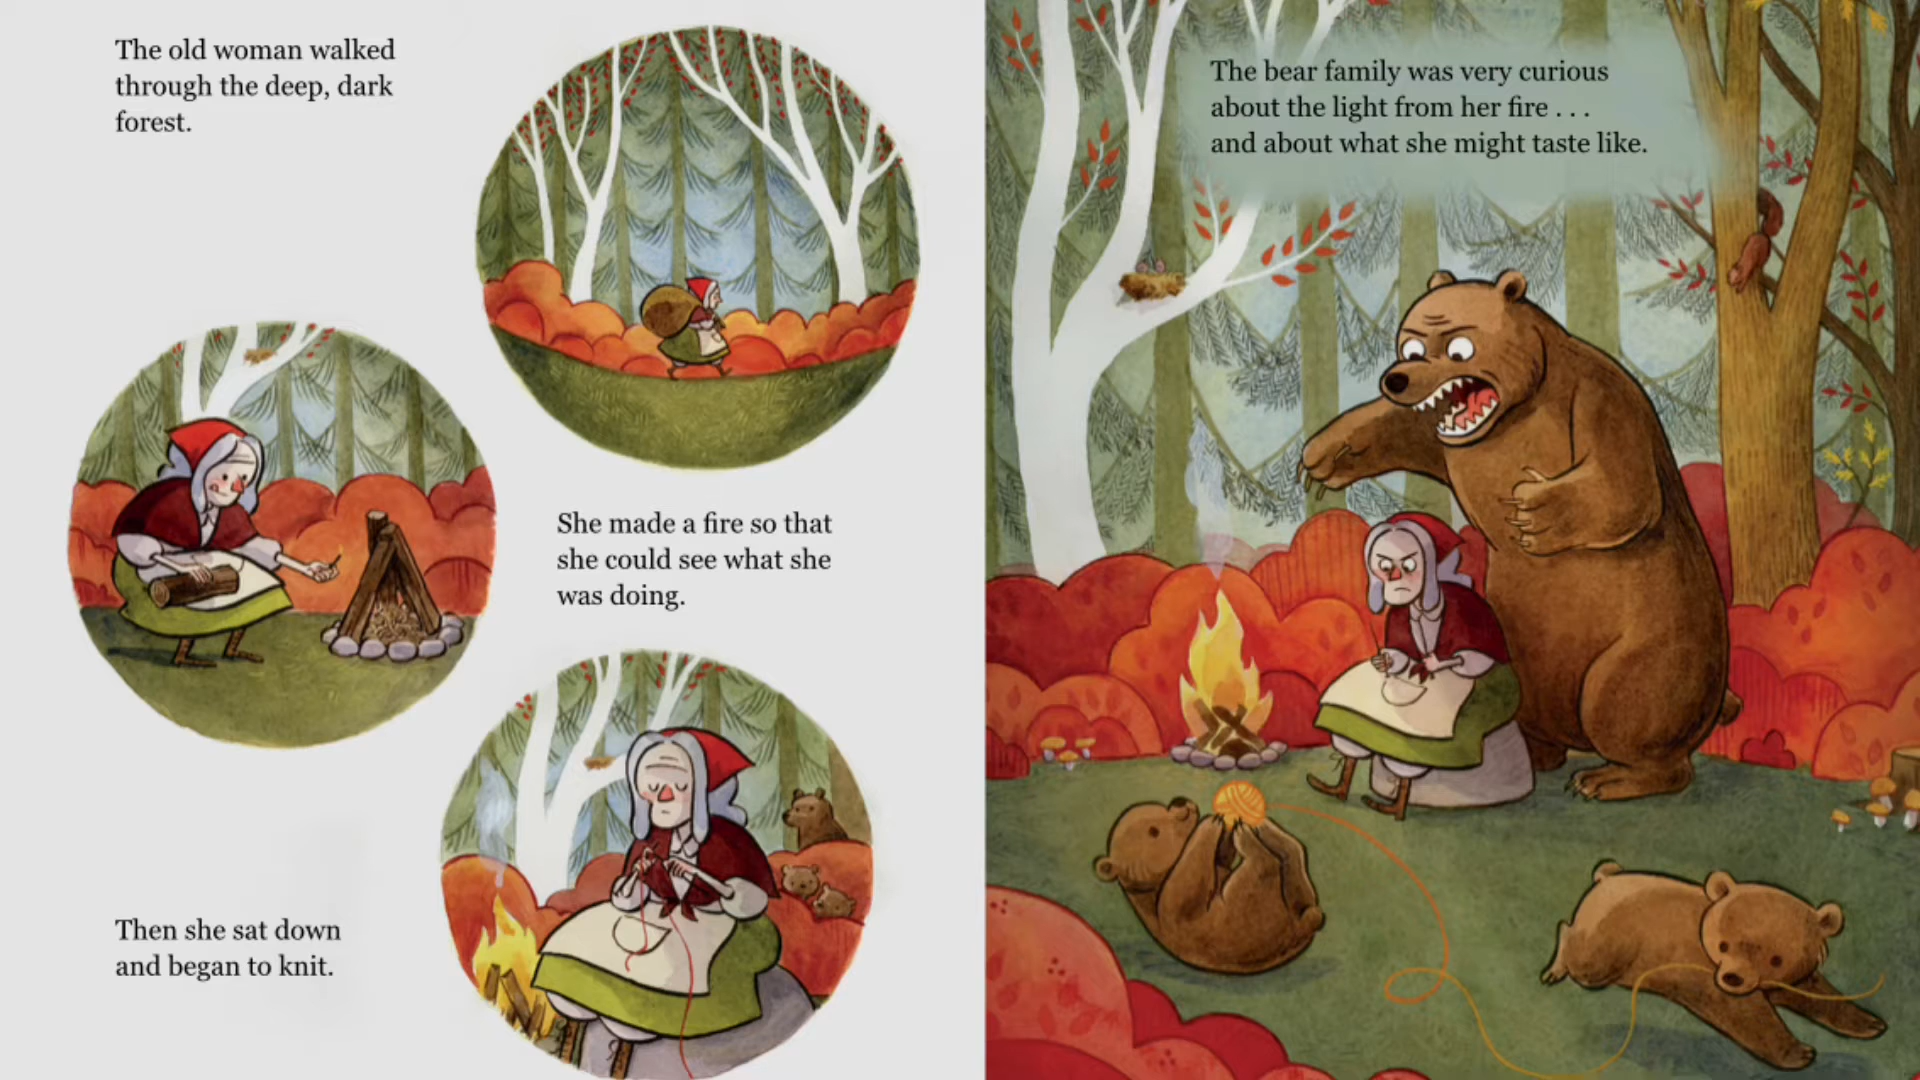 The old woman walked
through the deep, dark
forest.
She made a fire so that
she could see what she
was doing.
Then she sat down
and began to knit.
The bear family was very curious
about the light from her fire . . .
and about what she might taste like.